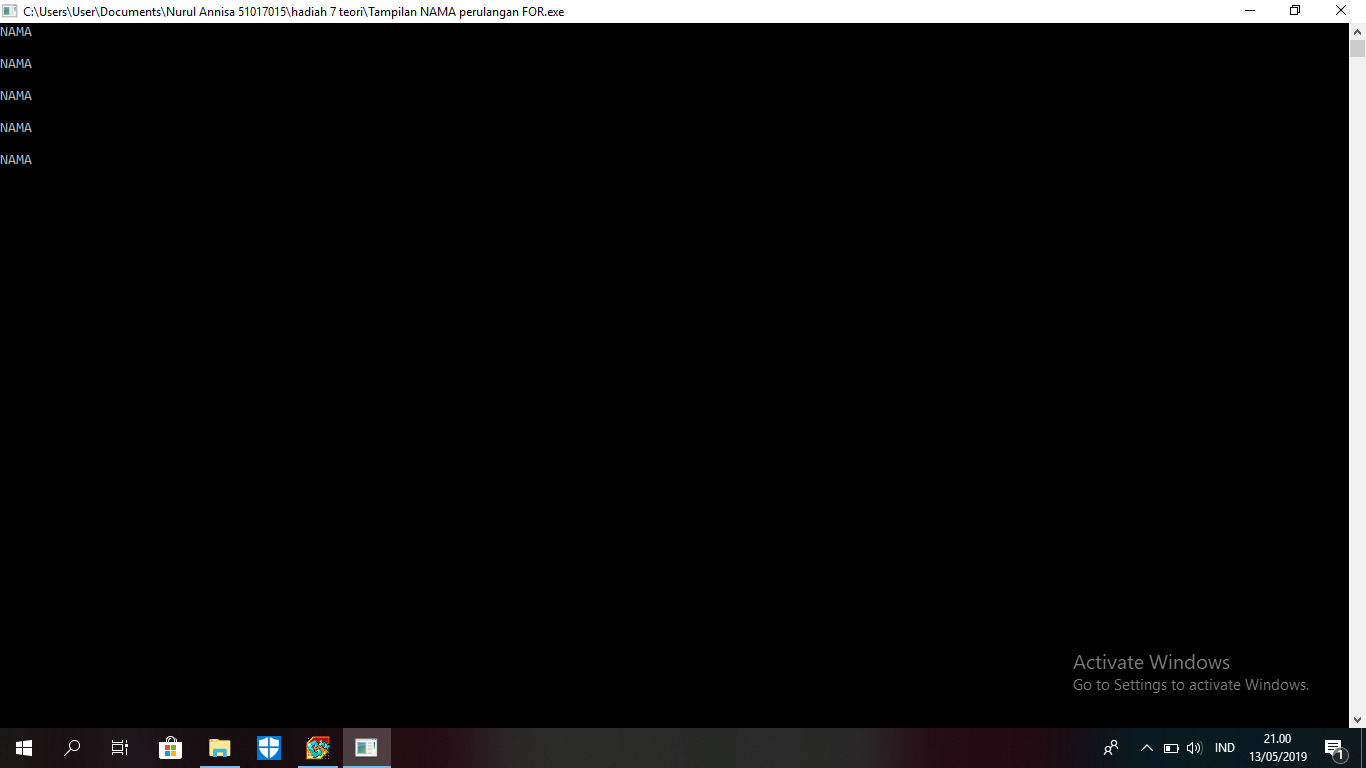 C:\Users\User\Documents\Nurul Annisa 51017015\hadiah 7 teori\Tampilan NAMA perulangan FOR.exe
NAMA
NAMA
NAMA
NAMA
NAMA
Activate Windows
Go to Settings to activate Windows.
IND
21.00
13/05/2019
1